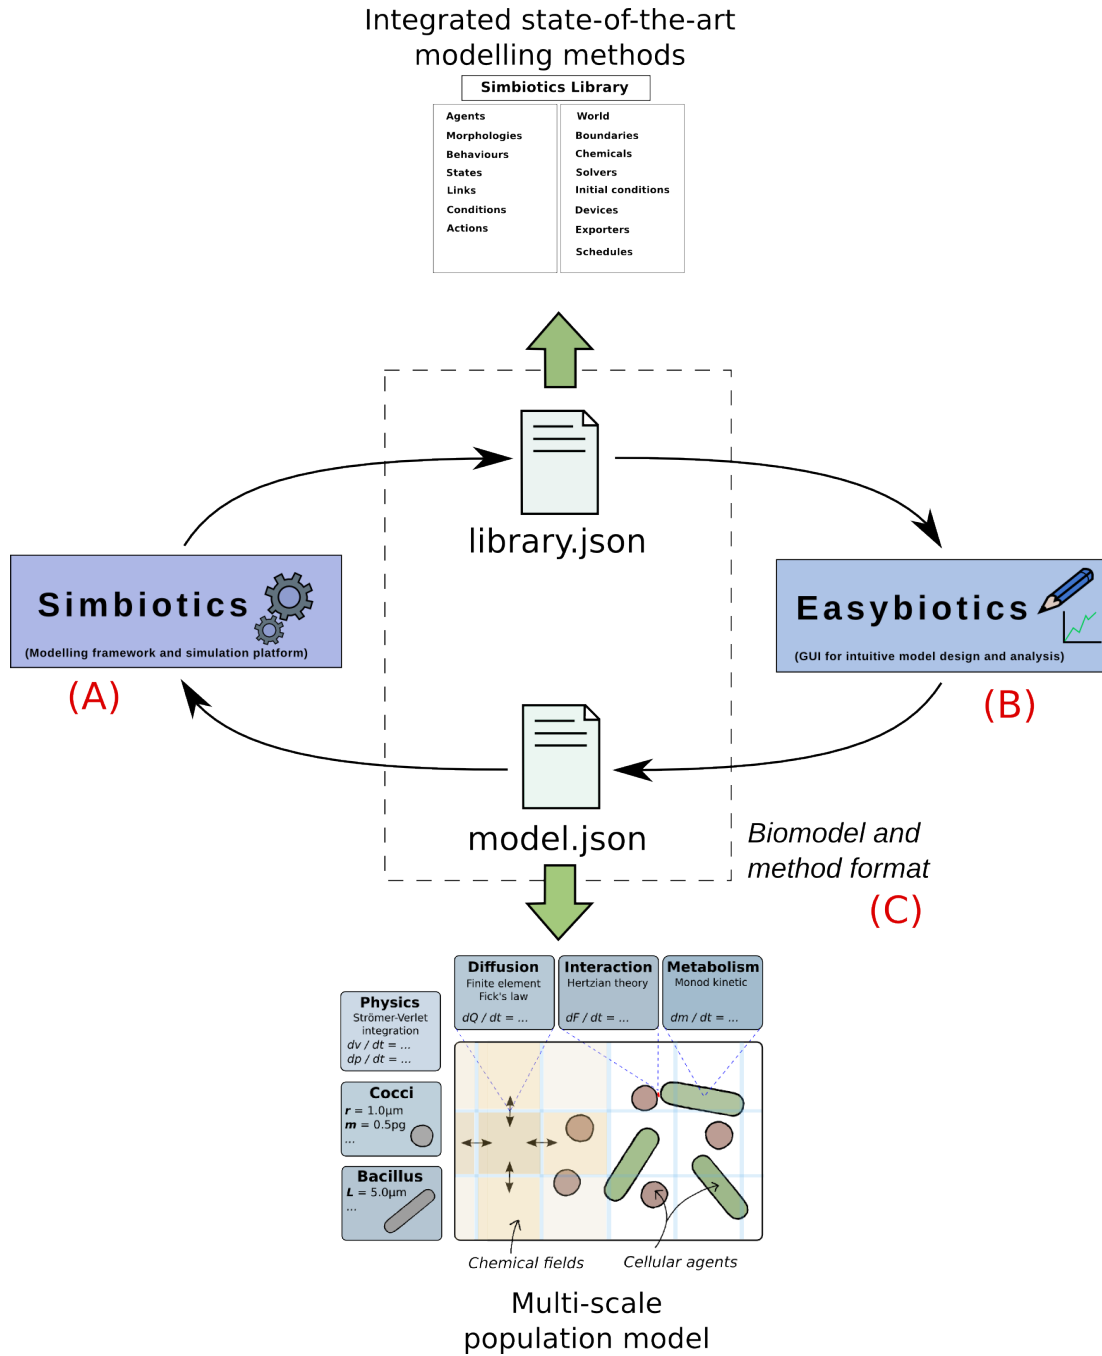 Integrated state-of-the-art
modelling methods
Simbiotics Library
Agents
Morphologies
Behaviours
States
Links
Conditions
Actions
World
Boundaries
Chemicals
Solvers
Initial conditions
Devices
Exporters
Schedules
library.json
Simbiotics
(Modelling framework and simulation platform)
(A)
Easybiotics
(GUI for intuitive model design and analysis)
(B)
model.json
Biomodel and
method format
(C)
Physics
Strömer-Verlet
integration
dv / dt = ...
dp / dt = ...
Cocci
r = 1.0μm
m = 0.5pg
...
Bacillus
L = 5.0μm
...
Diffusion
Finite element
Fick's law
dQ / dt = ...
Interaction
Hertzian theory
dF / dt = ...
Metabolism
Monod kinetic
dm / dt = ...
Chemical fields
Cellular agents
Multi-scale
population model